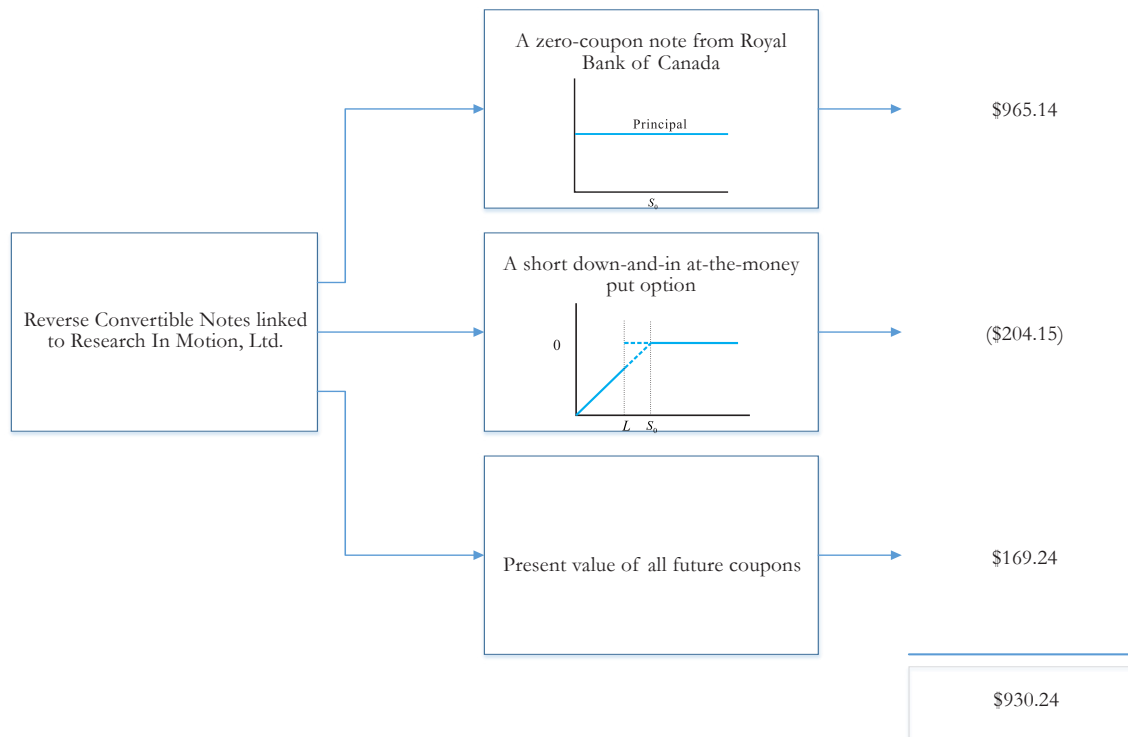 A zero-coupon note from Royal
Bank of Canada
Principal
S₀
$965.14
Reverse Convertible Notes linked
to Research In Motion, Ltd.
A short down-and-in at-the-money
put option
0
L S₀
($204.15)
Present value of all future coupons
$169.24
$930.24